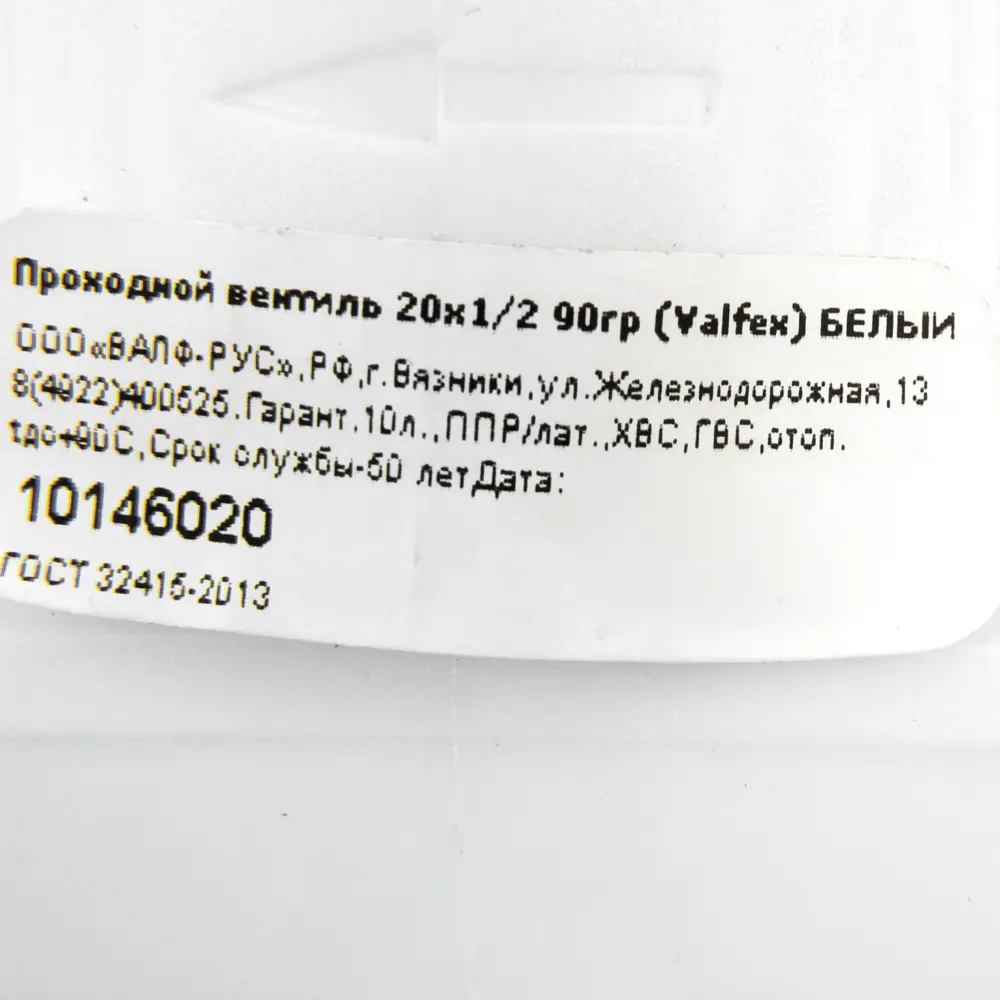 Проходной вентиль 20х1/2 90гр (Valfex) БЕЛЫЙ
ООО«ВАЛФ-РУС»,РФ,г.Вязники,ул.Железнодорожная,13
8(4922)400525.Гарант.10л.,ППР/лат.,ХВС,ГВС,отоп.
tдо+90С,Срок службы-50 летДата:
10146020
ГОСТ 32415-2013